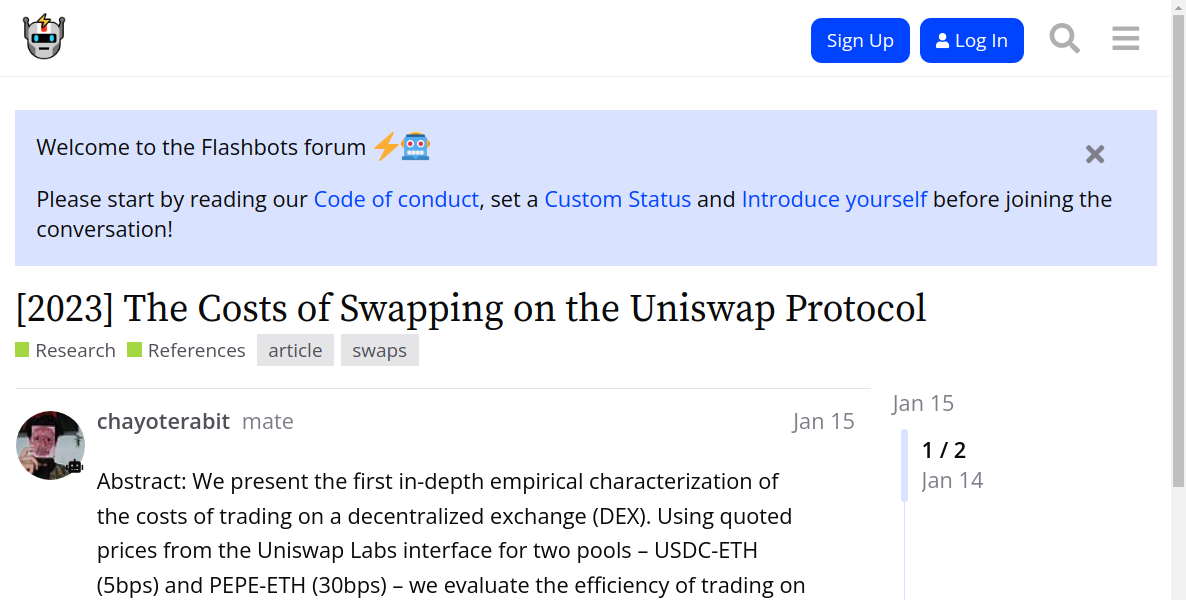 Sign Up
Log In
Welcome to the Flashbots forum
Please start by reading our Code of conduct, set a Custom Status and Introduce yourself before joining the
conversation!
[2023] The Costs of Swapping on the Uniswap Protocol
Research References article swaps
chayoterabit mate Jan 15
Jan 15
1 / 2
Jan 14
Abstract: We present the first in-depth empirical characterization of
the costs of trading on a decentralized exchange (DEX). Using quoted
prices from the Uniswap Labs interface for two pools – USDC-ETH
(5bps) and PEPE-ETH (30bps) – we evaluate the efficiency of trading on